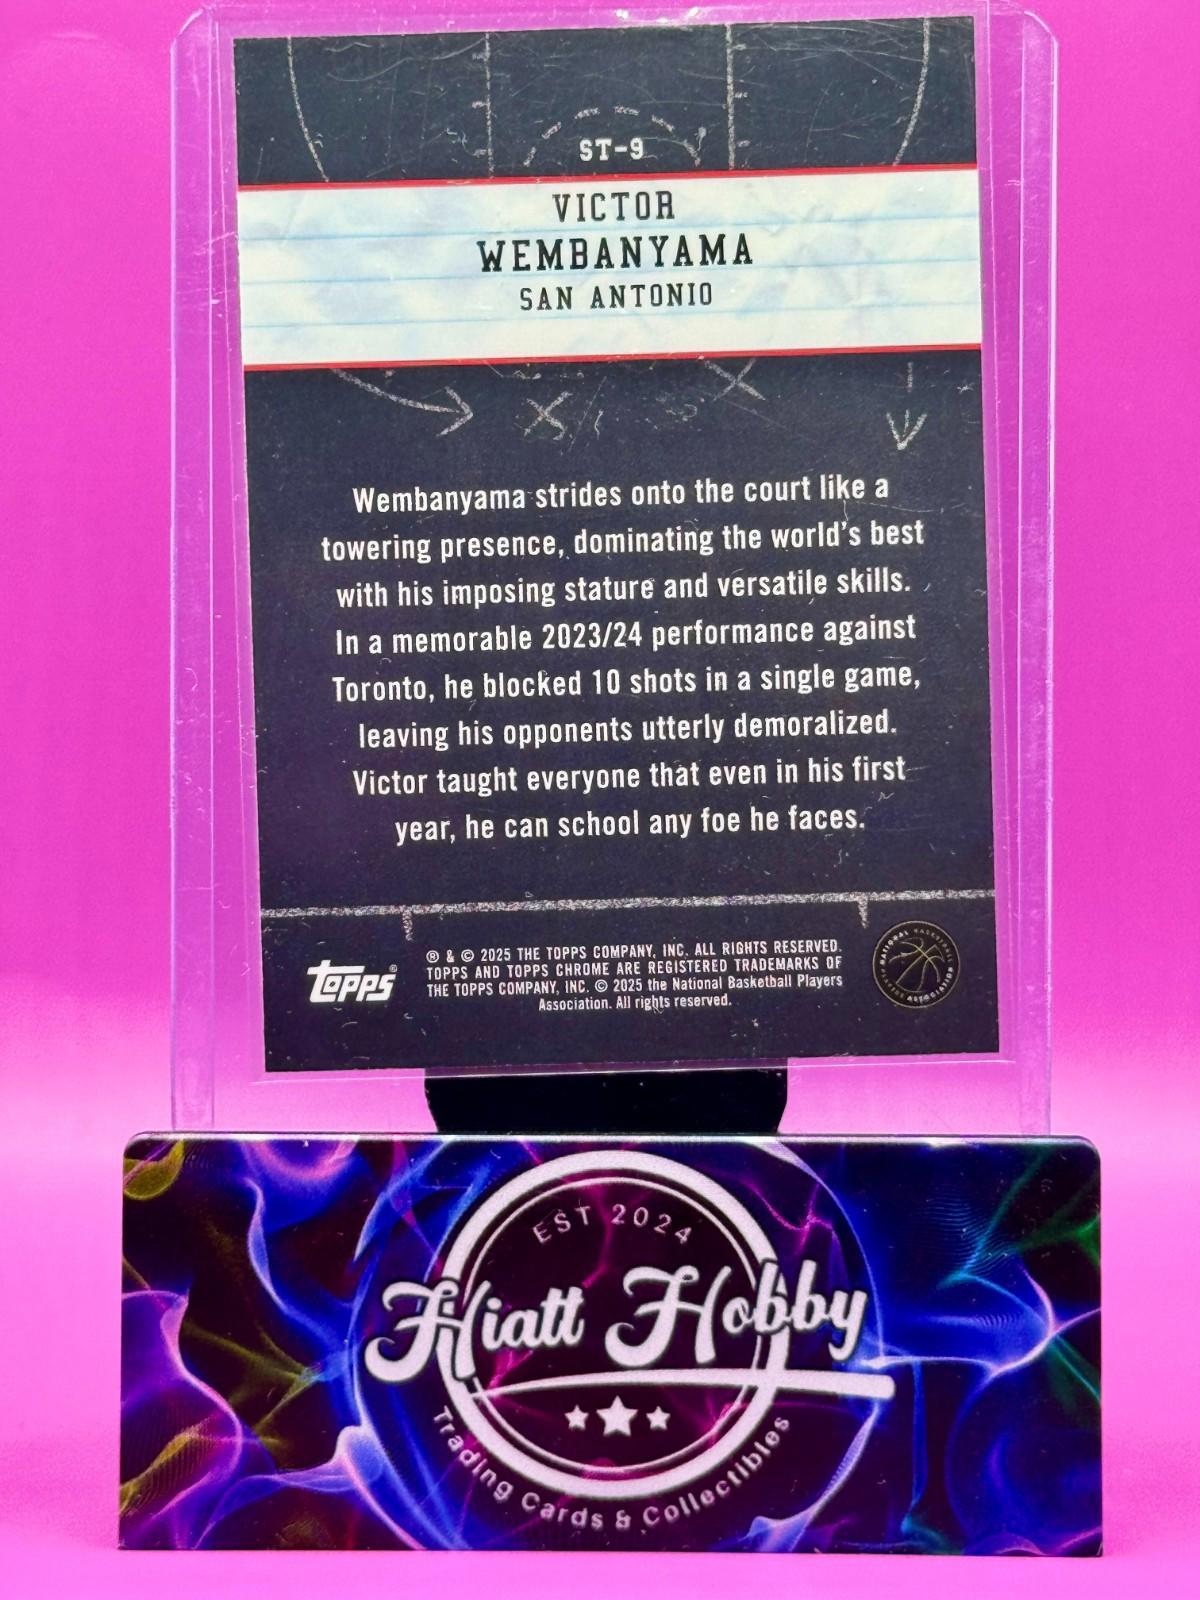 ST-9
VICTOR
WEMBANYAMA
SAN ANTONIO
Wembanyama strides onto the court like a
towering presence, dominating the world's best
with his imposing stature and versatile skills.
In a memorable 2023/24 performance against
Toronto, he blocked 10 shots in a single game,
leaving his opponents utterly demoralized.
Victor taught everyone that even in his first
year, he can school any foe he faces.
topps®
® & © 2025 THE TOPPS COMPANY, INC. ALL RIGHTS RESERVED.
TOPPS AND TOPPS CHROME ARE REGISTERED TRADEMARKS OF
THE TOPPS COMPANY, INC. © 2025 the National Basketball Players
Association. All rights reserved.
NATIONAL BASKETBALL
PLAYERS ASSOCIATION
EST 2024
Hiatt Hobby
Trading Cards & Collectibles